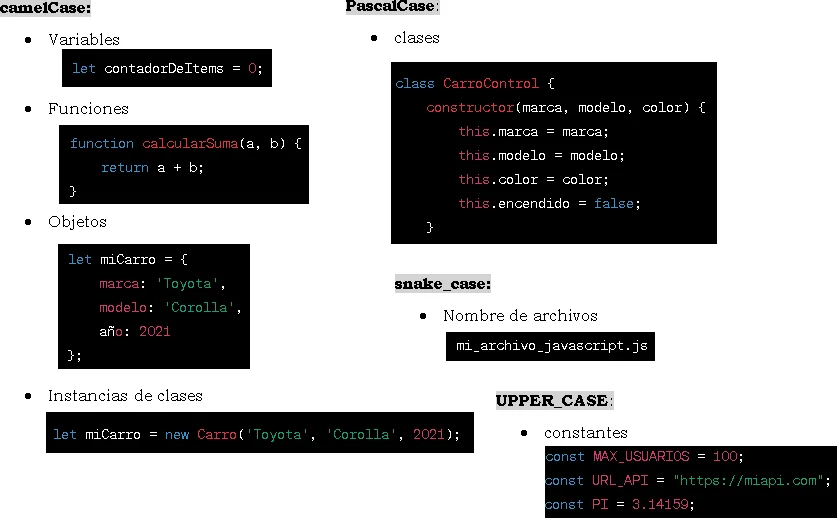 camelCase:
• Variables
let contadorDeItems = 0;
• Funciones
function calcularSuma(a, b) {
return a + b;
}
• Objetos
let miCarro = {
marca: 'Toyota',
modelo: 'Corolla',
año: 2021
};
• Instancias de clases
let miCarro = new Carro('Toyota', 'Corolla', 2021);
PascalCase:
• clases
class CarroControl {
constructor(marca, modelo, color) {
this.marca = marca;
this.modelo = modelo;
this.color = color;
this.encendido = false;
}
snake_case:
• Nombre de archivos
mi_archivo_javascript.js
UPPER_CASE:
• constantes
const MAX_USUARIOS = 100;
const URL_API = "https://miapi.com";
const PI = 3.14159;